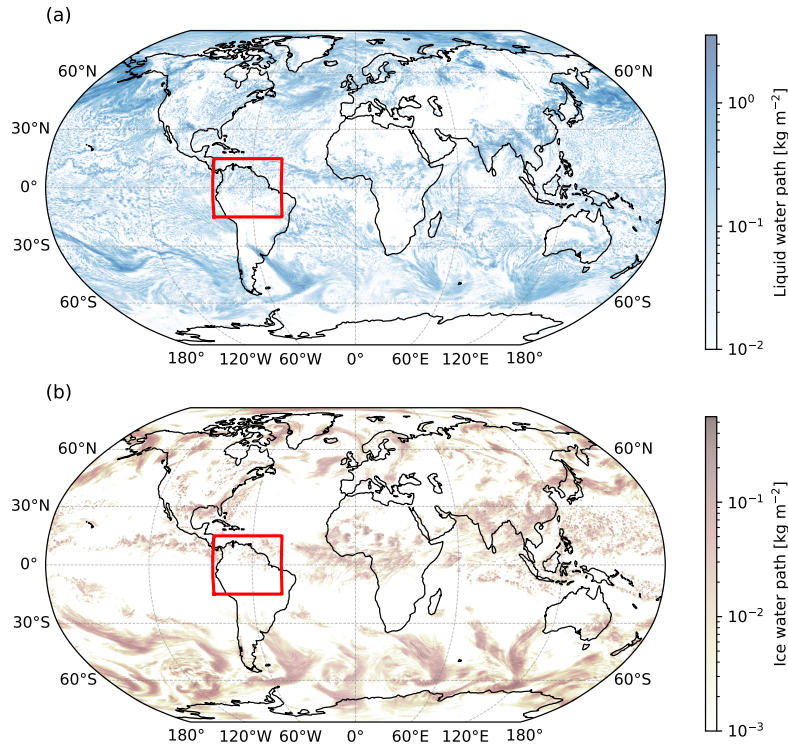 (a)
60°N 60°N
30°N 30°N
0° 0°
30°S 30°S
60°S 60°S
180° 120°W 60°W 0° 60°E 120°E 180°
10⁰
10⁻¹
10⁻²
Liquid water path [kg m⁻²]
(b)
60°N 60°N
30°N 30°N
0° 0°
30°S 30°S
60°S 60°S
180° 120°W 60°W 0° 60°E 120°E 180°
10⁻¹
10⁻²
10⁻³
Ice water path [kg m⁻²]